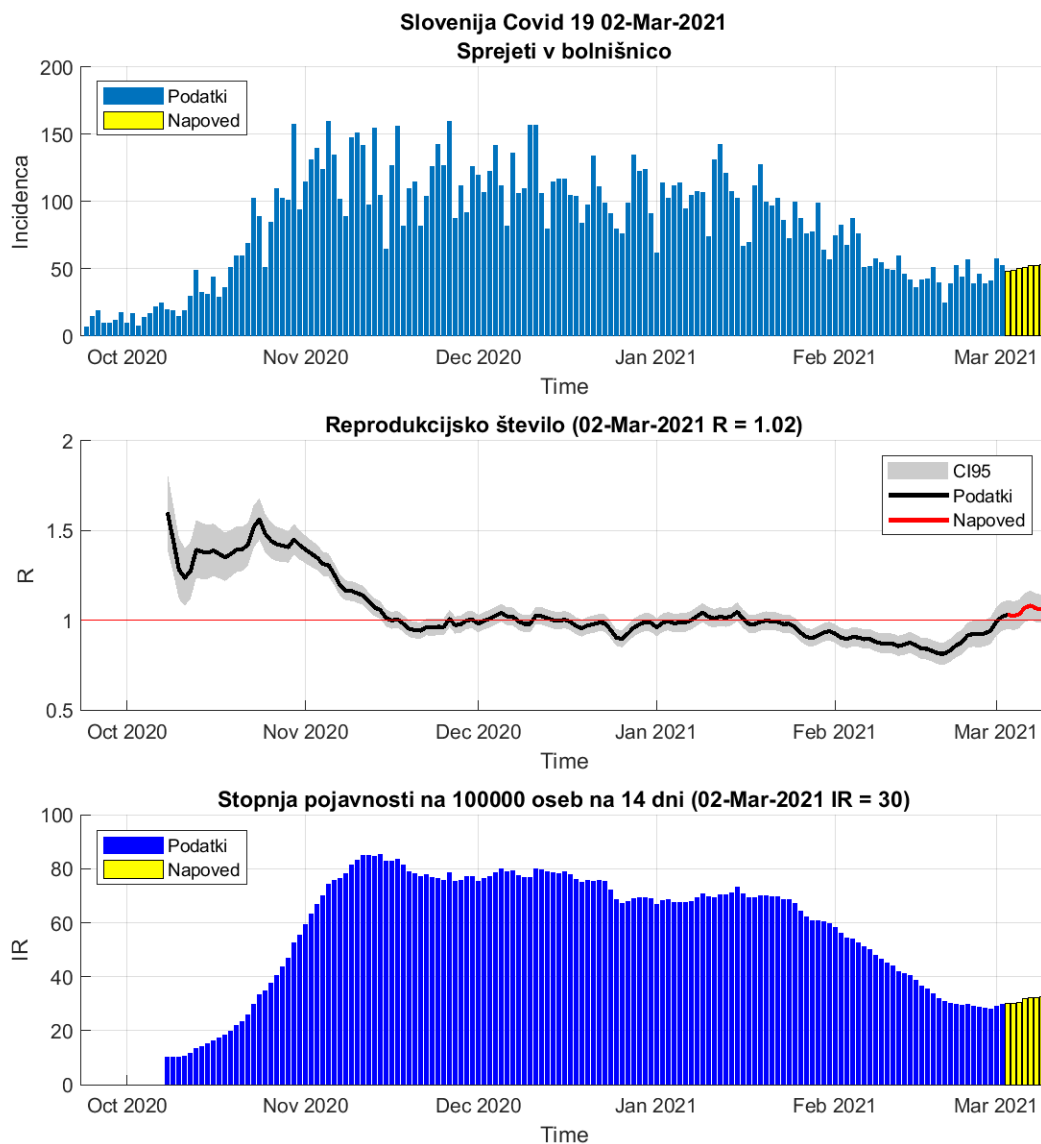 Slovenija Covid 19 02-Mar-2021
Sprejeti v bolnišnico
200
150
100
50
0
Incidenca
Podatki
Napoved
Oct 2020 Nov 2020 Dec 2020 Jan 2021 Feb 2021 Mar 2021
Time
Reprodukcijsko število (02-Mar-2021 R = 1.02)
2
1.5
1
0.5
R
CI95
Podatki
Napoved
Oct 2020 Nov 2020 Dec 2020 Jan 2021 Feb 2021 Mar 2021
Time
Stopnja pojavnosti na 100000 oseb na 14 dni (02-Mar-2021 IR = 30)
100
80
60
40
20
0
IR
Podatki
Napoved
Oct 2020 Nov 2020 Dec 2020 Jan 2021 Feb 2021 Mar 2021
Time